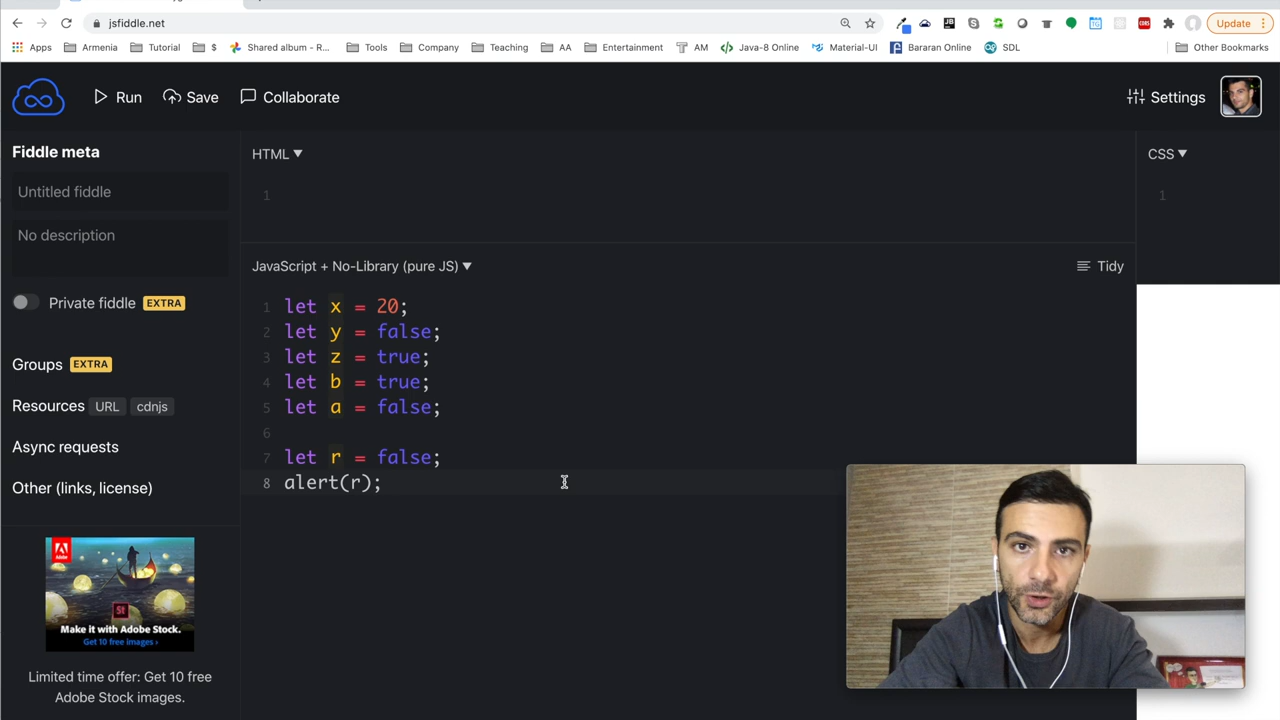 jsfiddle.net
Update
Apps Armenia Tutorial $ Shared album - R... Tools Company Teaching AA Entertainment AM Java-8 Online Material-UI Bararan Online SDL Other Bookmarks
Run Save Collaborate Settings
Fiddle meta
Untitled fiddle
No description
Private fiddle EXTRA
Groups EXTRA
Resources URL cdnjs
Async requests
Other (links, license)
Make it with Adobe Stock.
Get 10 free images ›
Limited time offer: Get 10 free
Adobe Stock images.
HTML
1
CSS
1
JavaScript + No-Library (pure JS)
Tidy
1 let x = 20;
2 let y = false;
3 let z = true;
4 let b = true;
5 let a = false;
6
7 let r = false;
8 alert(r);